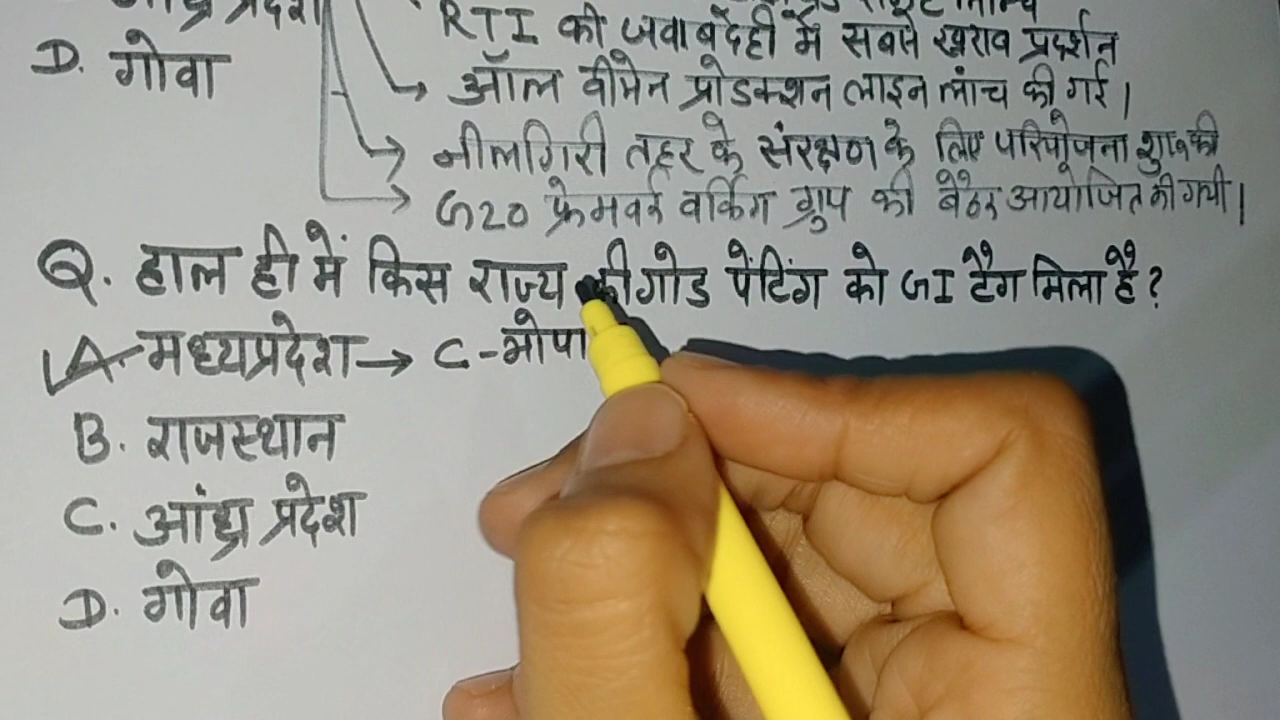 D. गोवा
RTI की जवाबदेही में सबसे खराब प्रदर्शन
→ ऑल वीमेन प्रोडक्शन लाइन लांच की गई।
→ नीलगिरी तहर के संरक्षण के लिए परियोजना शुरू की
→ G20 फ्रेमवर्क वर्किंग ग्रुप की बैठक आयोजित की गयी।
Q. हाल ही में किस राज्य की गोंड पेंटिंग को GI टैग मिला है?
A. मध्यप्रदेश → C-भोपा
B. राजस्थान
C. आंध्र प्रदेश
D. गोवा